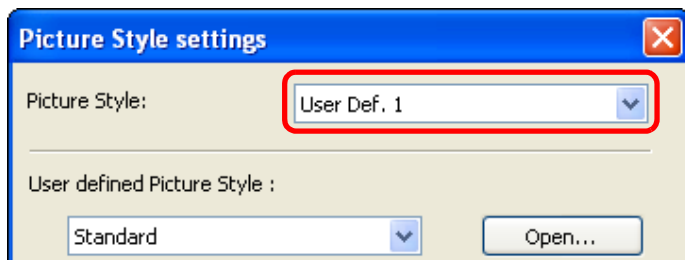 Picture Style settings
Picture Style: User Def. 1
User defined Picture Style :
Standard Open...